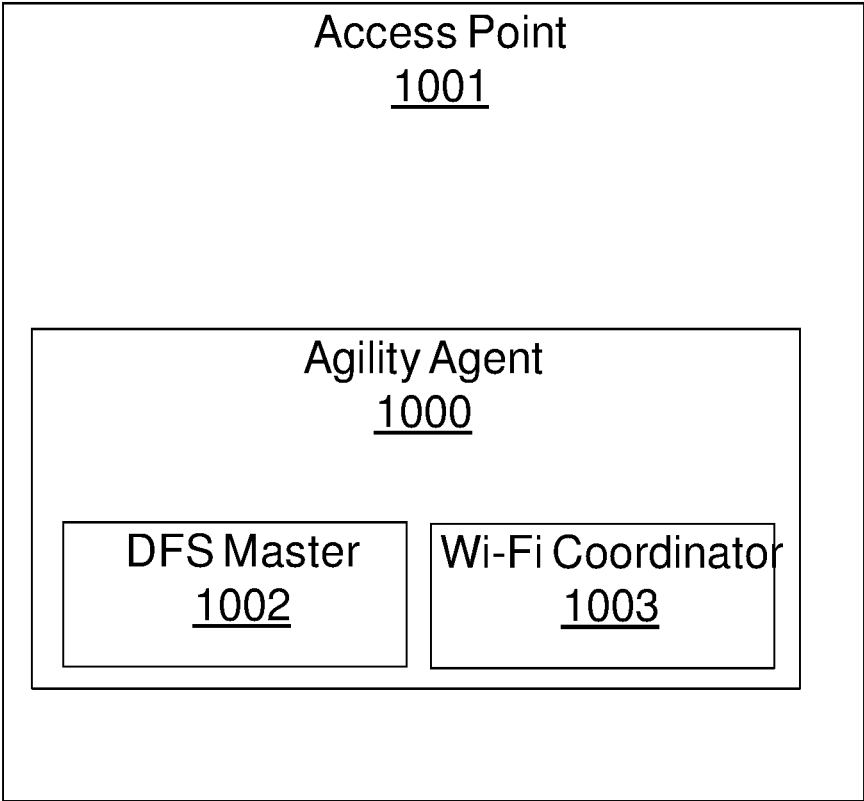 Access Point
1001
Agility Agent
1000
DFS Master
1002
Wi-Fi Coordinator
1003